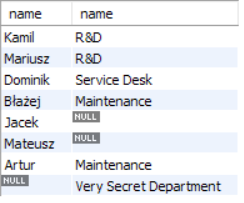 name name
Kamil R&D
Mariusz R&D
Dominik Service Desk
Błażej Maintenance
Jacek NULL
Mateusz NULL
Artur Maintenance
NULL Very Secret Department